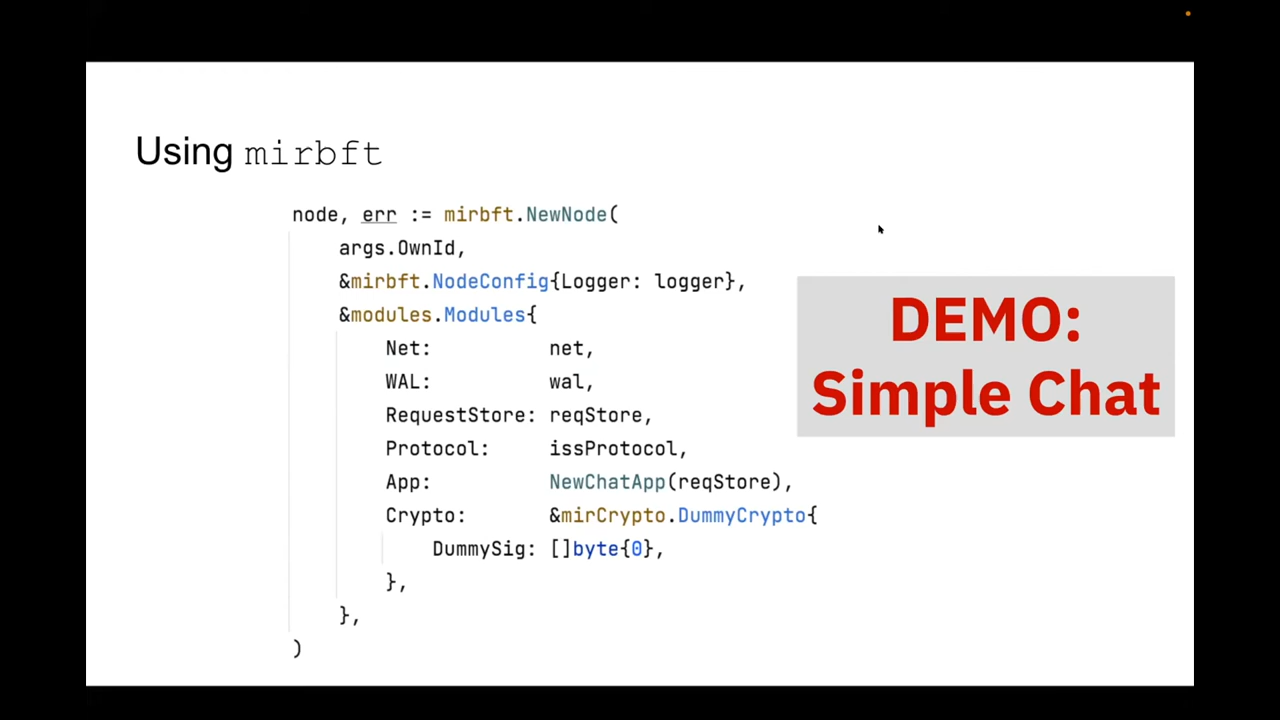 Using mirbft
node, err := mirbft.NewNode(
args.OwnId,
&mirbft.NodeConfig{Logger: logger},
&modules.Modules{
Net: net,
WAL: wal,
RequestStore: reqStore,
Protocol: issProtocol,
App: NewChatApp(reqStore),
Crypto: &mirCrypto.DummyCrypto{
DummySig: []byte{0},
},
},
)
DEMO:
Simple Chat